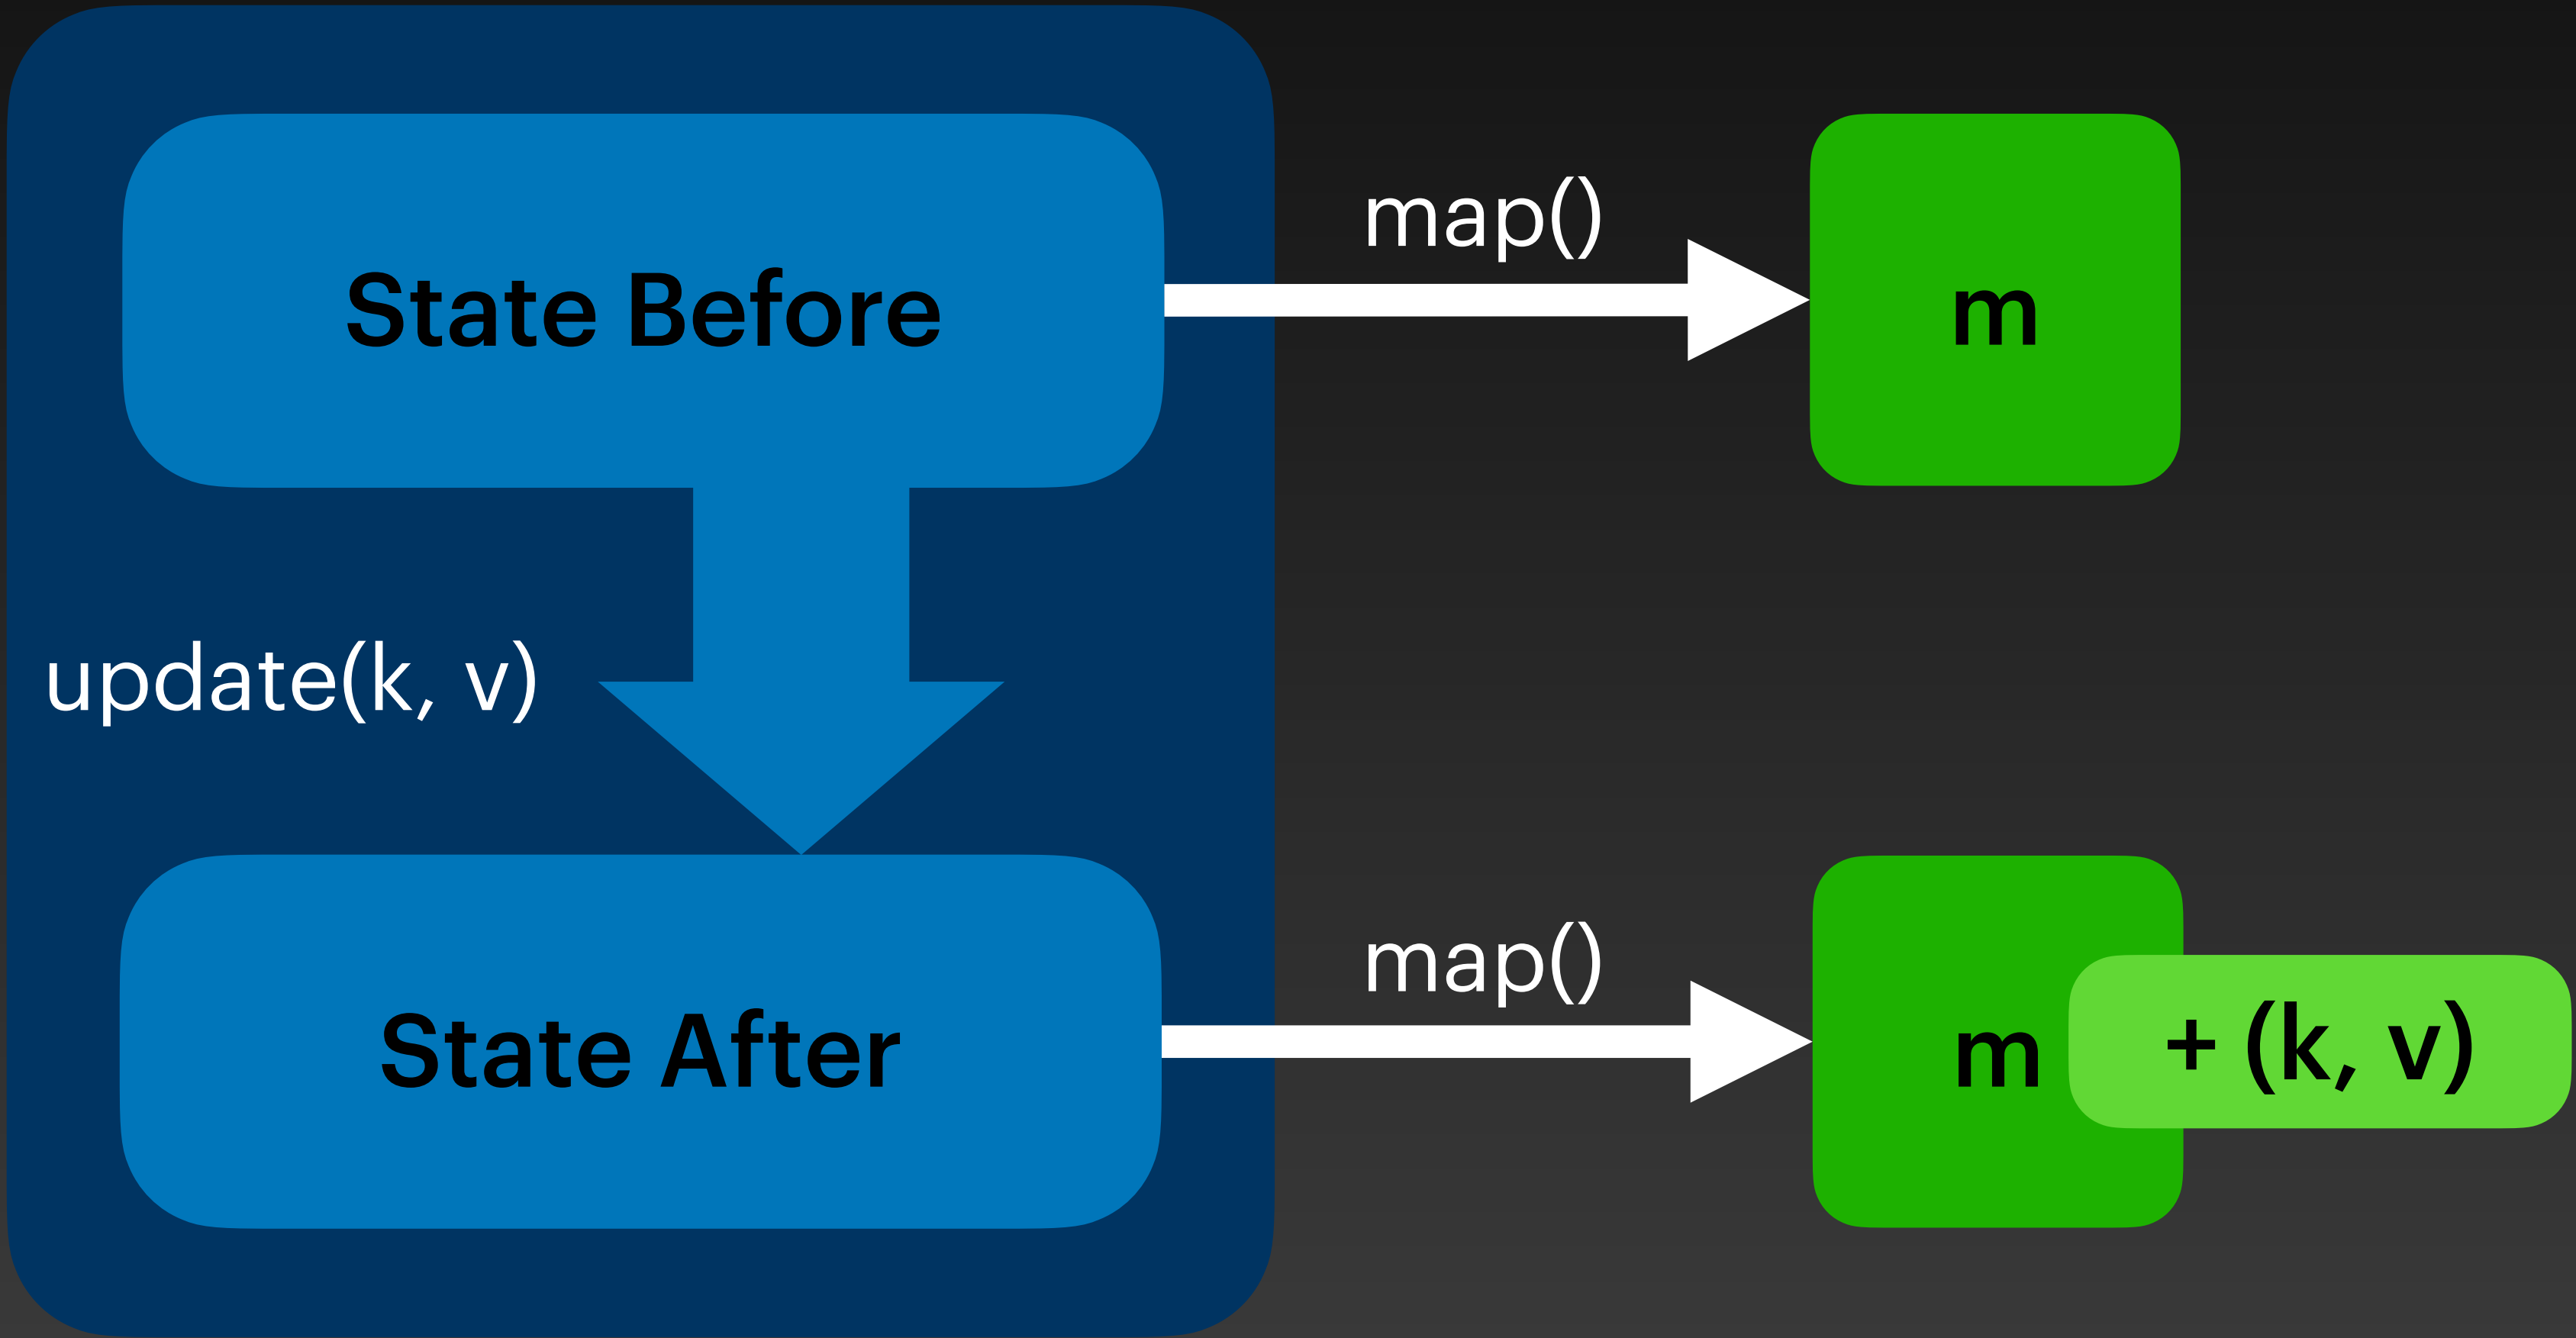 State Before
map()
m
update(k, v)
State After
map()
m
+ (k, v)